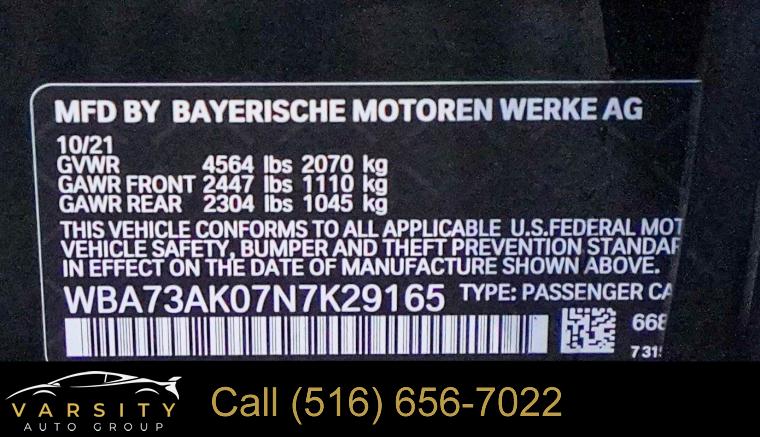 MFD BY BAYERISCHE MOTOREN WERKE AG
10/21
GVWR 4564 lbs 2070 kg
GAWR FRONT 2447 lbs 1110 kg
GAWR REAR 2304 lbs 1045 kg
THIS VEHICLE CONFORMS TO ALL APPLICABLE U.S.FEDERAL MOT
VEHICLE SAFETY, BUMPER AND THEFT PREVENTION STANDAR
IN EFFECT ON THE DATE OF MANUFACTURE SHOWN ABOVE.
WBA73AK07N7K29165 TYPE: PASSENGER CA
668
731
VARSITY
AUTO GROUP
Call (516) 656-7022